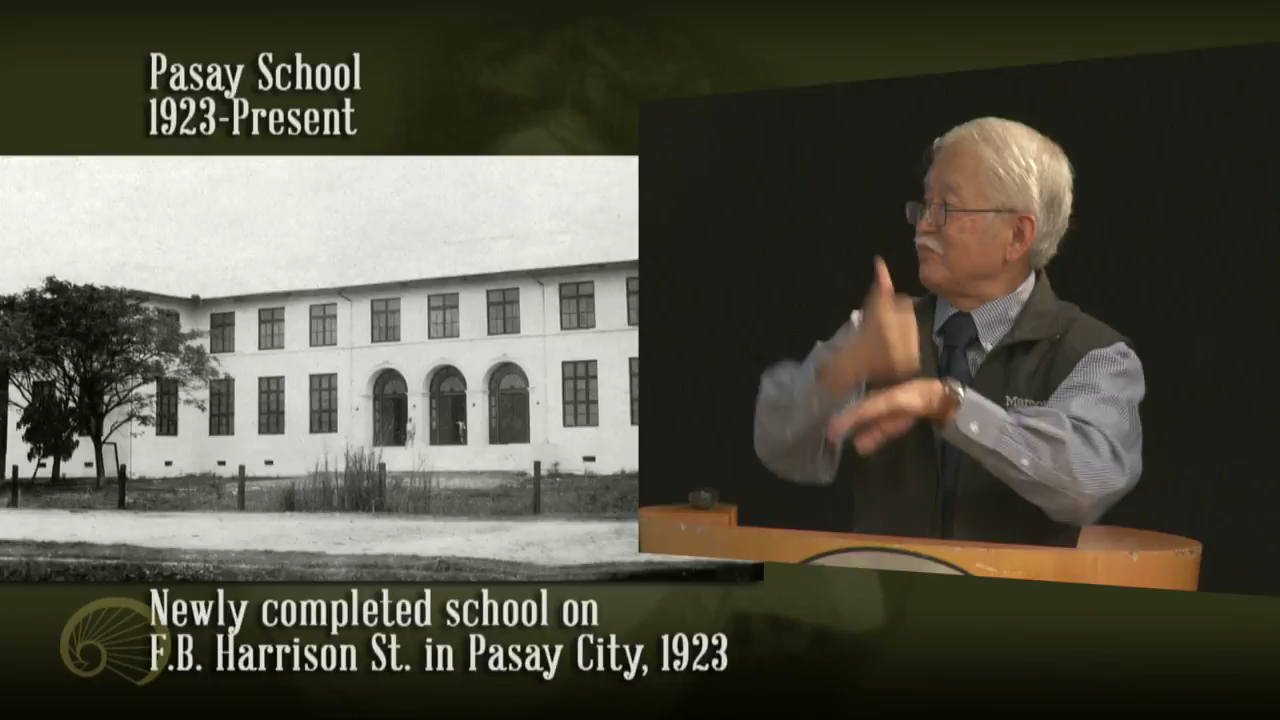 Pasay School
1923-Present
Newly completed school on
F.B. Harrison St. in Pasay City, 1923